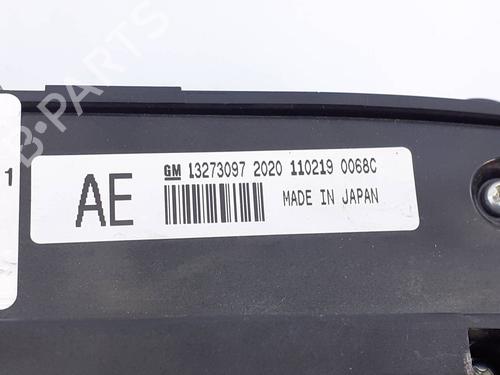 B-PARTS
1
AE
GM 13273097 2020 110219 0068C
MADE IN JAPAN